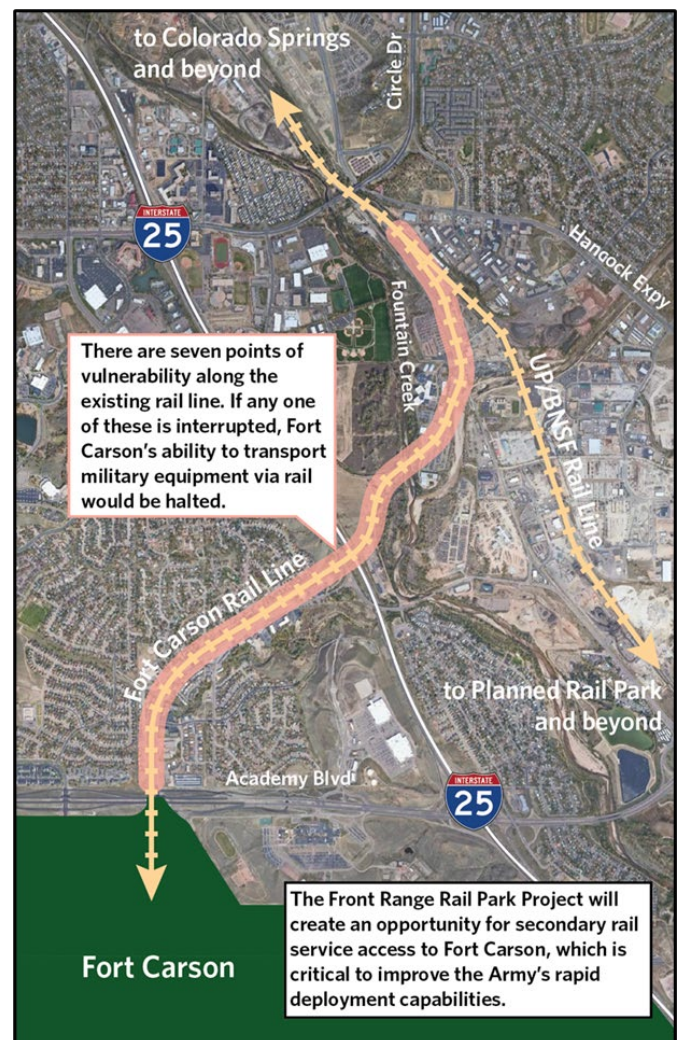 to Colorado Springs
and beyond
Circle Dr
INTERSTATE
25
Hancock Expy
Fountain Creek
There are seven points of
vulnerability along the
existing rail line. If any one
of these is interrupted, Fort
Carson's ability to transport
military equipment via rail
would be halted.
UP/BNSF Rail Line
Fort Carson Rail Line
to Planned Rail Park
and beyond
Academy Blvd
INTERSTATE
25
The Front Range Rail Park Project will
create an opportunity for secondary rail
service access to Fort Carson, which is
critical to improve the Army's rapid
deployment capabilities.
Fort Carson